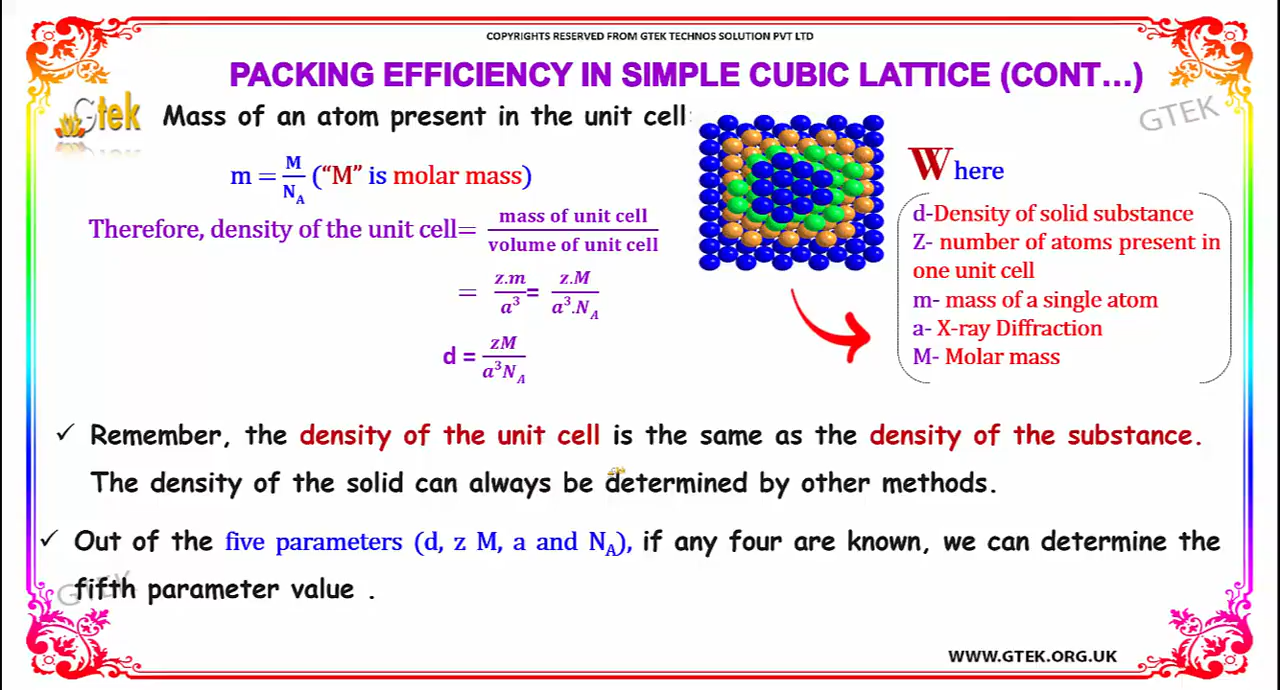 COPYRIGHTS RESERVED FROM GTEK TECHNOS SOLUTION PVT LTD
PACKING EFFICIENCY IN SIMPLE CUBIC LATTICE (CONT...)
Gtek
GTEK
Mass of an atom present in the unit cell:
m = M/N_A (“M” is molar mass)
Therefore, density of the unit cell= mass of unit cell/volume of unit cell
= z.m/a³ = z.M/a³.N_A
d = zM/a³N_A
Where
d-Density of solid substance
Z- number of atoms present in
one unit cell
m- mass of a single atom
a- X-ray Diffraction
M- Molar mass
✓ Remember, the density of the unit cell is the same as the density of the substance.
The density of the solid can always be determined by other methods.
✓ Out of the five parameters (d, z M, a and N_A), if any four are known, we can determine the
fifth parameter value .
GTEK
WWW.GTEK.ORG.UK